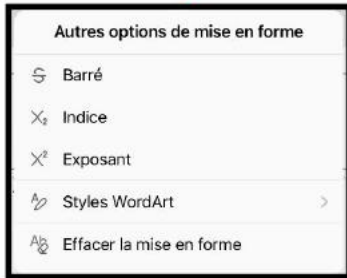 Autres options de mise en forme
Barré
Indice
Exposant
Styles WordArt
Effacer la mise en forme